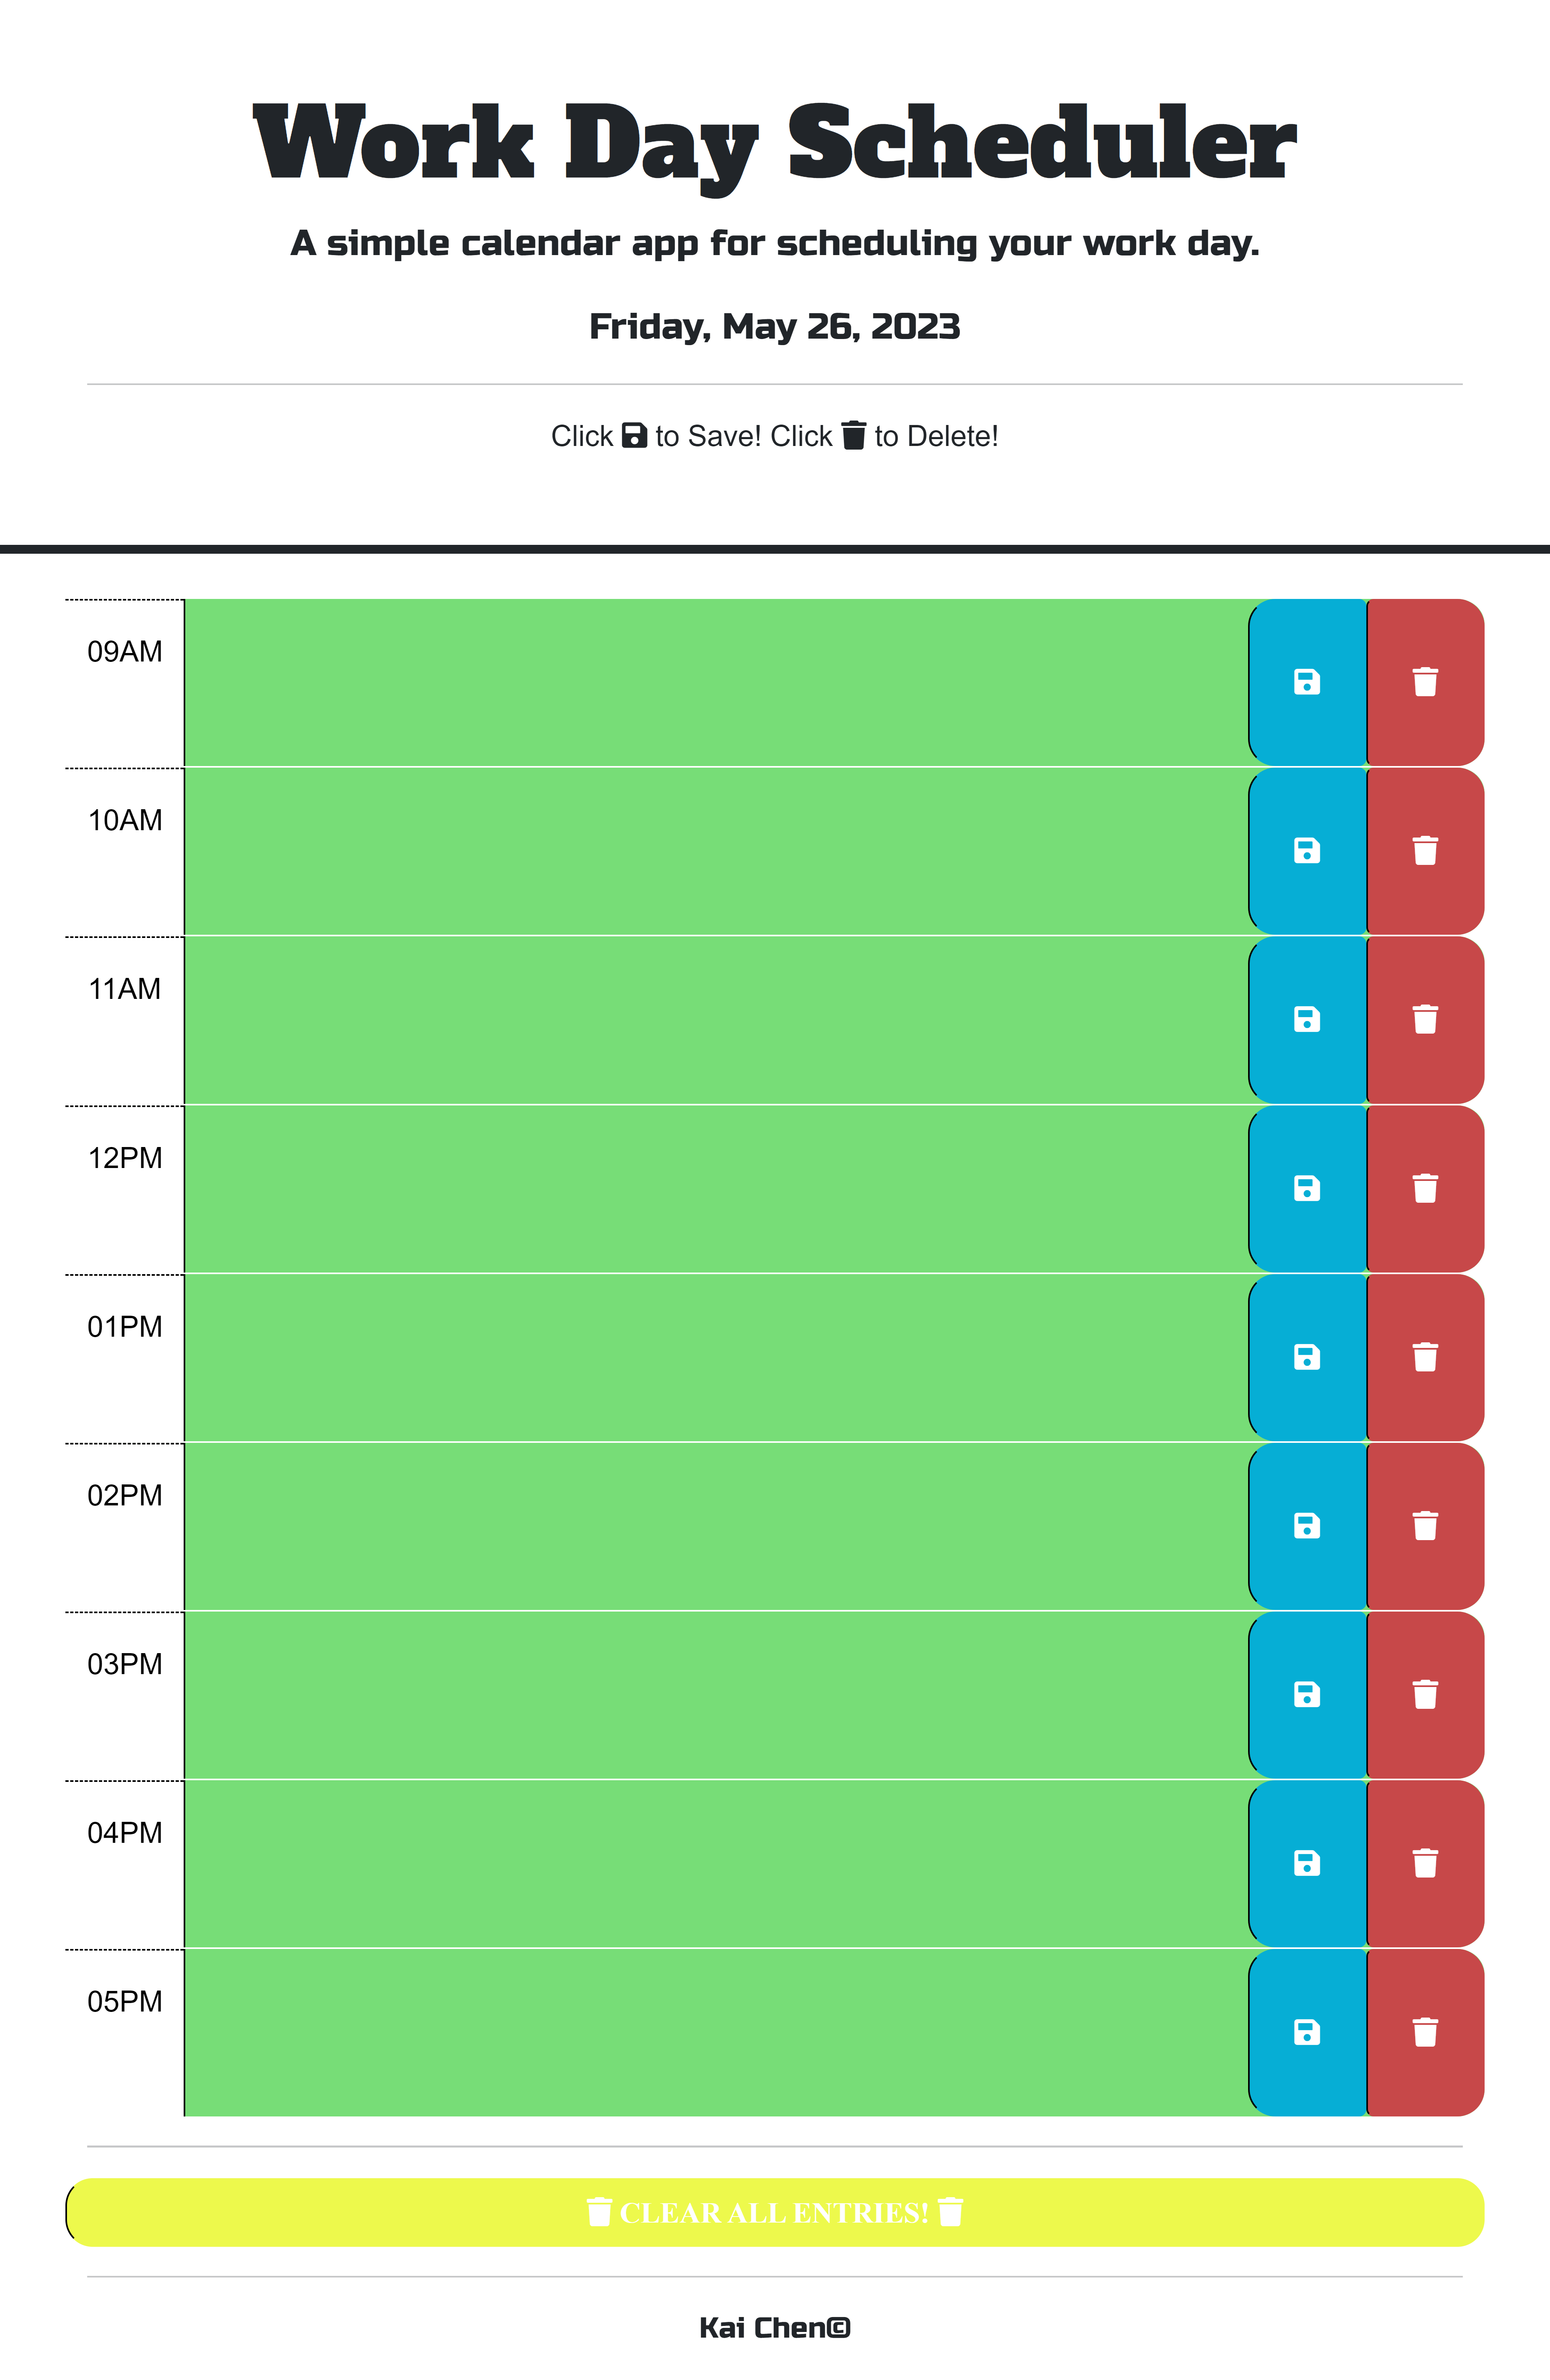 Work Day Scheduler
A simple calendar app for scheduling your work day.
Friday, May 26, 2023
Click to Save! Click to Delete!
09AM
10AM
11AM
12PM
01PM
02PM
03PM
04PM
05PM
CLEAR ALL ENTRIES!
Kai Chen©